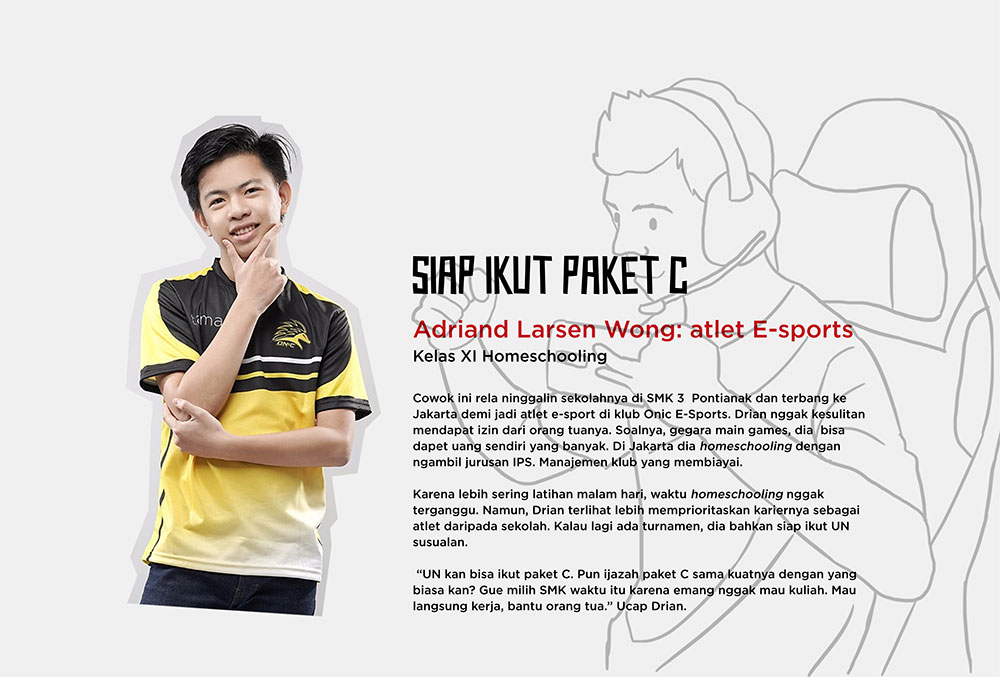 SIAP IKUT PAKET C
Adriand Larsen Wong: atlet E-sports
Kelas XI Homeschooling
Cowok ini rela ninggalin sekolahnya di SMK 3 Pontianak dan terbang ke
Jakarta demi jadi atlet e-sport di klub Onic E-Sports. Drian nggak kesulitan
mendapat izin dari orang tuanya. Soalnya, gegara main games, dia bisa
dapet uang sendiri yang banyak. Di Jakarta dia homeschooling dengan
ngambil jurusan IPS. Manajemen klub yang membiayai.
Karena lebih sering latihan malam hari, waktu homeschooling nggak
terganggu. Namun, Drian terlihat lebih memprioritaskan kariernya sebagai
atlet daripada sekolah. Kalau lagi ada turnamen, dia bahkan siap ikut UN
susualan.
“UN kan bisa ikut paket C. Pun ijazah paket C sama kuatnya dengan yang
biasa kan? Gue milih SMK waktu itu karena emang nggak mau kuliah. Mau
langsung kerja, bantu orang tua.” Ucap Drian.